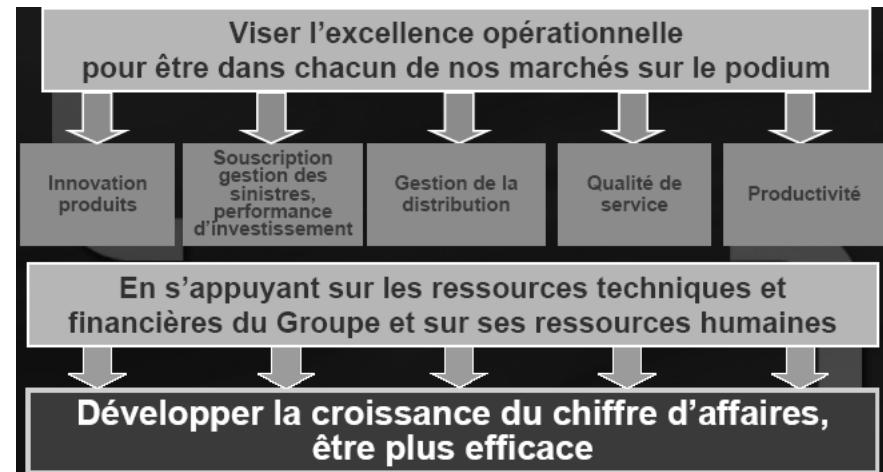 Viser l'excellence opérationnelle
pour être dans chacun de nos marchés sur le podium
Innovation
produits
Souscription
gestion des
sinistres,
performance
d'investissement
Gestion de la
distribution
Qualité de
service
Productivité
En s'appuyant sur les ressources techniques et
financières du Groupe et sur ses ressources humaines
Développer la croissance du chiffre d'affaires,
être plus efficace